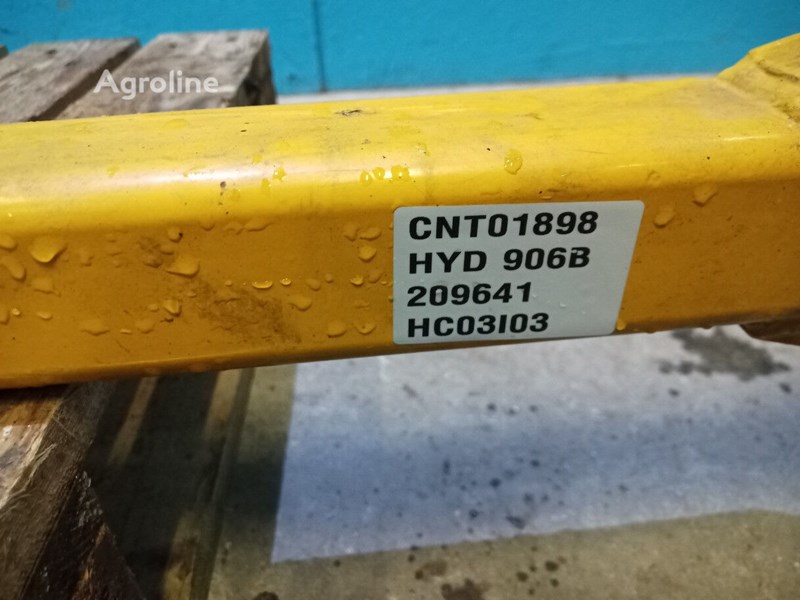 Agroline
CNT01898
HYD 906B
209641
HC03I03